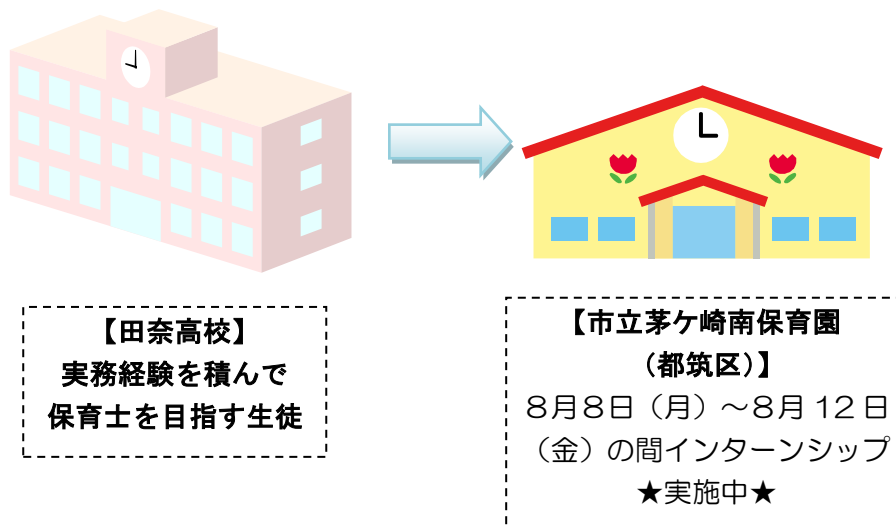 【田奈高校】
実務経験を積んで
保育士を目指す生徒
【市立茅ケ崎南保育園
（都筑区）】
８月８日（月）～８月 12 日
（金）の間インターンシップ
★実施中★